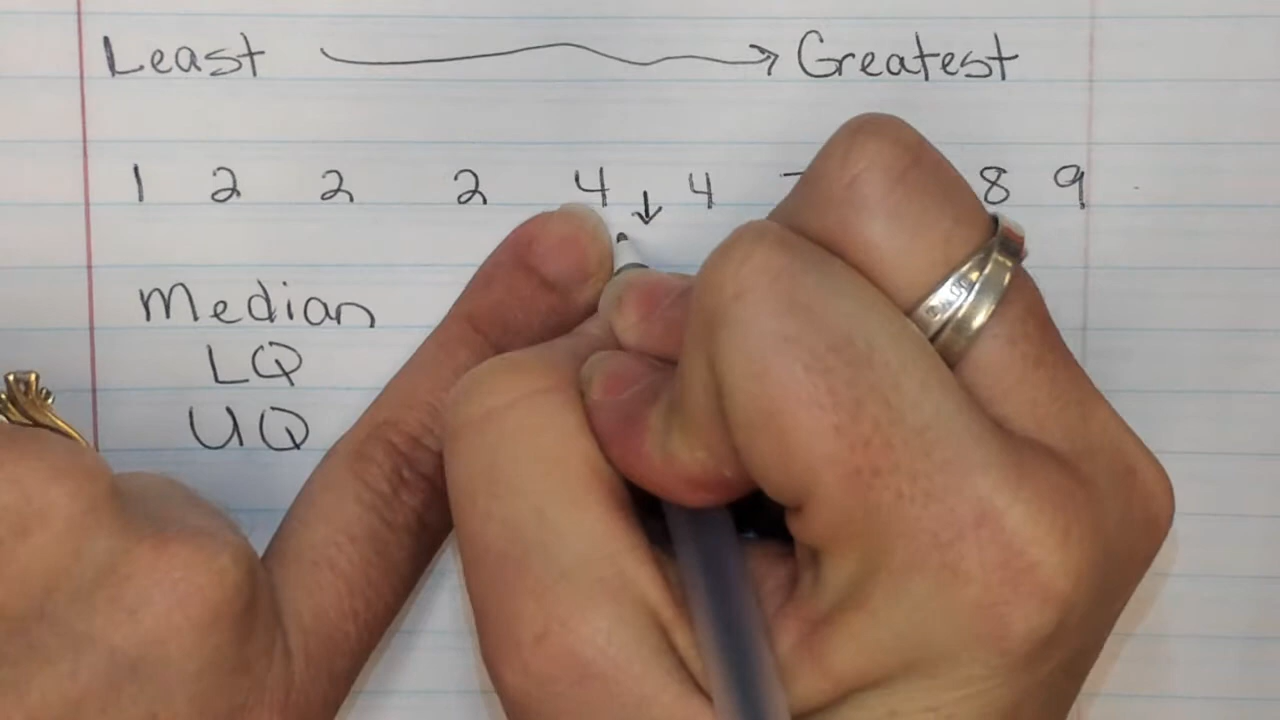 Least → Greatest
1 2 2 2 4 ↓ 4 8 9
Median
LQ
UQ